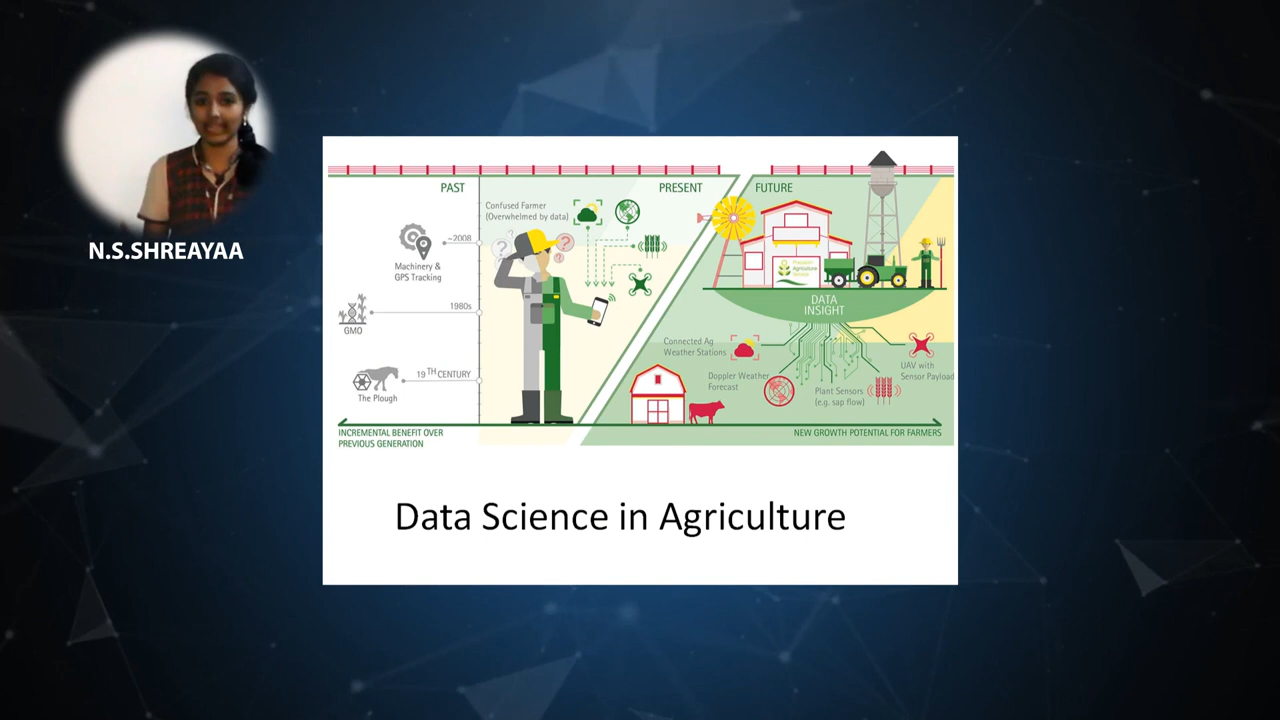 N.S.SHREAYAA
PAST
PRESENT
FUTURE
~2008
Machinery &
GPS Tracking
1980s
GMO
19TH CENTURY
The Plough
Confused Farmer
(Overwhelmed by data)
?
?
?
?
Agriculture
DATA
INSIGHT
Connected Ag
Weather Stations
Doppler Weather
Forecast
Plant Sensors
(e.g. sap flow)
UAV with
Sensor Payload
INCREMENTAL BENEFIT OVER
PREVIOUS GENERATION
NEW GROWTH POTENTIAL FOR FARMERS
Data Science in Agriculture